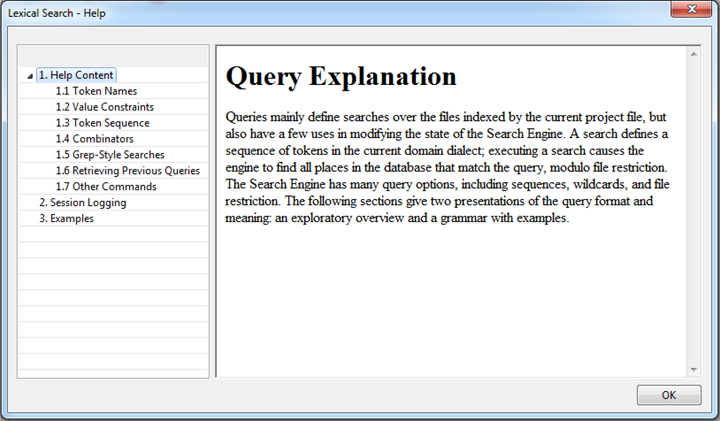 Lexical Search - Help
1. Help Content
1.1 Token Names
1.2 Value Constraints
1.3 Token Sequence
1.4 Combinators
1.5 Grep-Style Searches
1.6 Retrieving Previous Queries
1.7 Other Commands
2. Session Logging
3. Examples
Query Explanation
Queries mainly define searches over the files indexed by the current project file, but
also have a few uses in modifying the state of the Search Engine. A search defines a
sequence of tokens in the current domain dialect; executing a search causes the
engine to find all places in the database that match the query, modulo file restriction.
The Search Engine has many query options, including sequences, wildcards, and file
restriction. The following sections give two presentations of the query format and
meaning: an exploratory overview and a grammar with examples.
OK